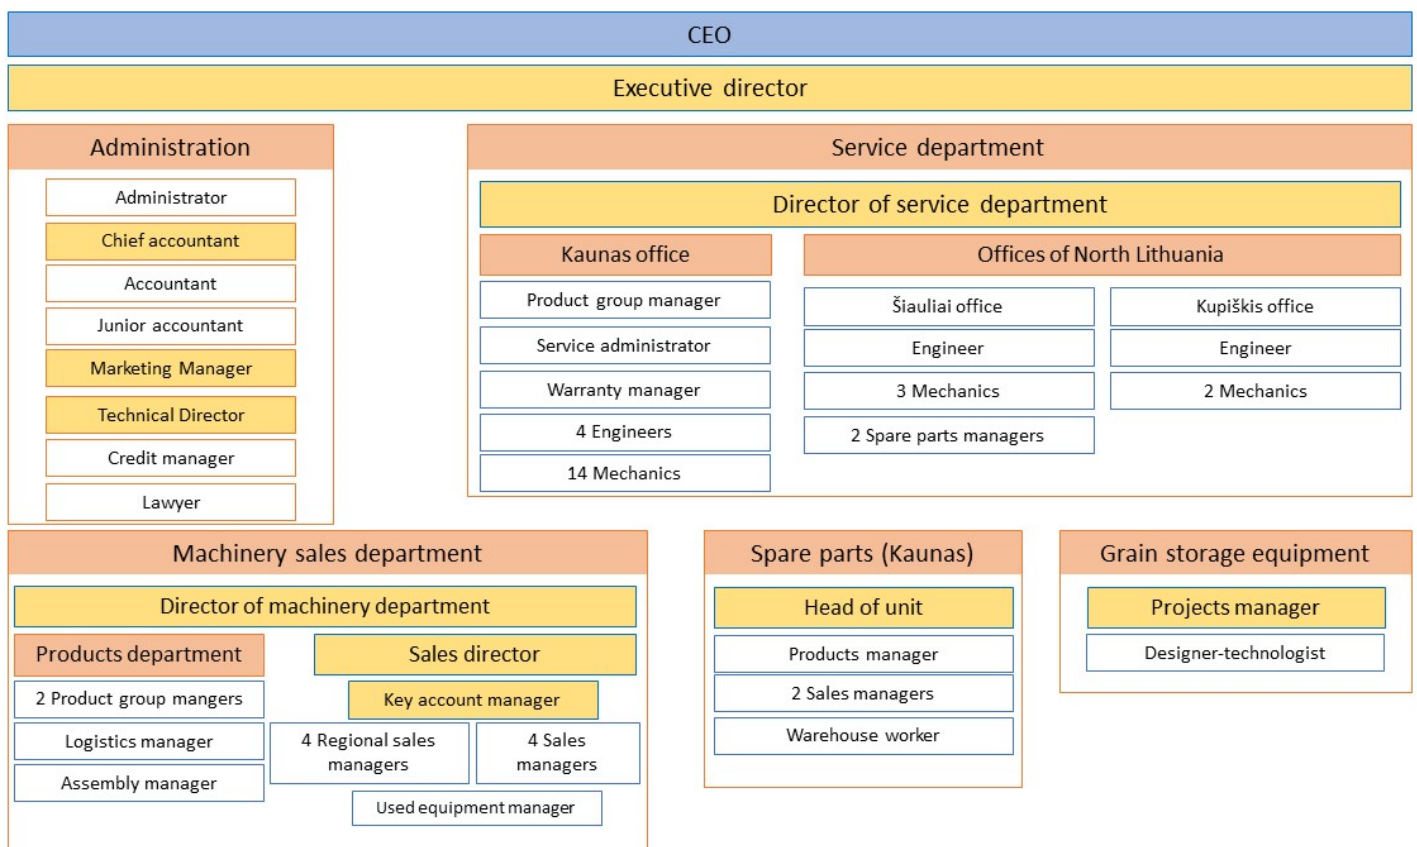 CEO
Executive director
Administration
Administrator
Chief accountant
Accountant
Junior accountant
Marketing Manager
Technical Director
Credit manager
Lawyer
Service department
Director of service department
Kaunas office
Product group manager
Service administrator
Warranty manager
4 Engineers
14 Mechanics
Offices of North Lithuania
Šiauliai office
Engineer
3 Mechanics
2 Spare parts managers
Kupiškis office
Engineer
2 Mechanics
Machinery sales department
Director of machinery department
Products department
2 Product group mangers
Logistics manager
Assembly manager
Sales director
Key account manager
4 Regional sales
managers
4 Sales
managers
Used equipment manager
Spare parts (Kaunas)
Head of unit
Products manager
2 Sales managers
Warehouse worker
Grain storage equipment
Projects manager
Designer-technologist